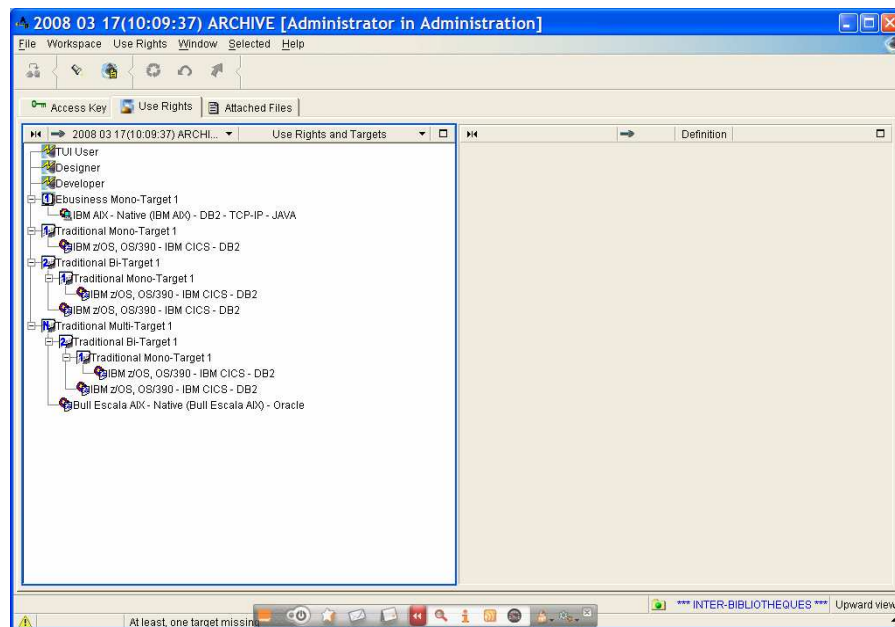 2008 03 17(10:09:37) ARCHIVE [Administrator in Administration]
File Workspace Use Rights Window Selected Help
Access Key Use Rights Attached Files
2008 03 17(10:09:37) ARCHI... Use Rights and Targets Definition
TUI User
Designer
Developer
Ebusiness Mono-Target 1
IBM AIX - Native (IBM AIX) - DB2 - TCP-IP - JAVA
Traditional Mono-Target 1
IBM z/OS, OS/390 - IBM CICS - DB2
Traditional Bi-Target 1
Traditional Mono-Target 1
IBM z/OS, OS/390 - IBM CICS - DB2
IBM z/OS, OS/390 - IBM CICS - DB2
Traditional Multi-Target 1
Traditional Bi-Target 1
Traditional Mono-Target 1
IBM z/OS, OS/390 - IBM CICS - DB2
IBM z/OS, OS/390 - IBM CICS - DB2
Bull Escala AIX - Native (Bull Escala AIX) - Oracle
*** INTER-BIBLIOTHEQUES *** Upward view
At least, one target missing